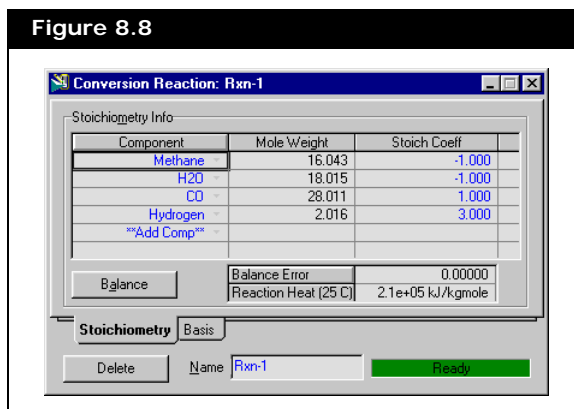 Figure 8.8
Conversion Reaction: Rxn-1
Stoichiometry Info
Component Mole Weight Stoich Coeff
Methane 16.043 -1.000
H2O 18.015 -1.000
CO 28.011 1.000
Hydrogen 2.016 3.000
**Add Comp**
Balance
Balance Error 0.00000
Reaction Heat (25 C) 2.1e+05 kJ/kgmole
Stoichiometry Basis
Delete Name Rxn-1 Ready